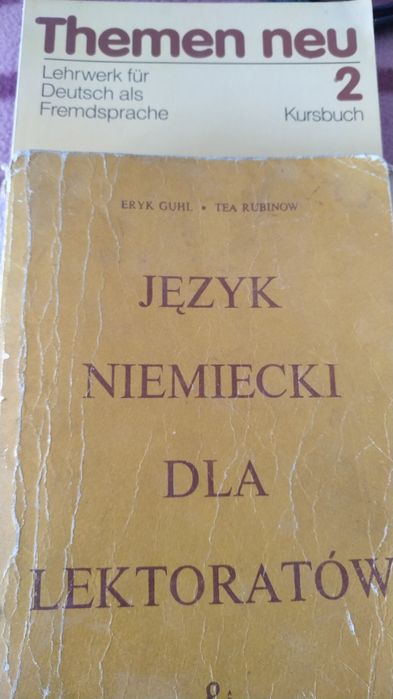 Themen neu
Lehrwerk für
Deutsch als
Fremdsprache
2
Kursbuch
ERYK GUHL • TEA RUBINOW
JĘZYK
NIEMIECKI
DLA
LEKTORATÓW